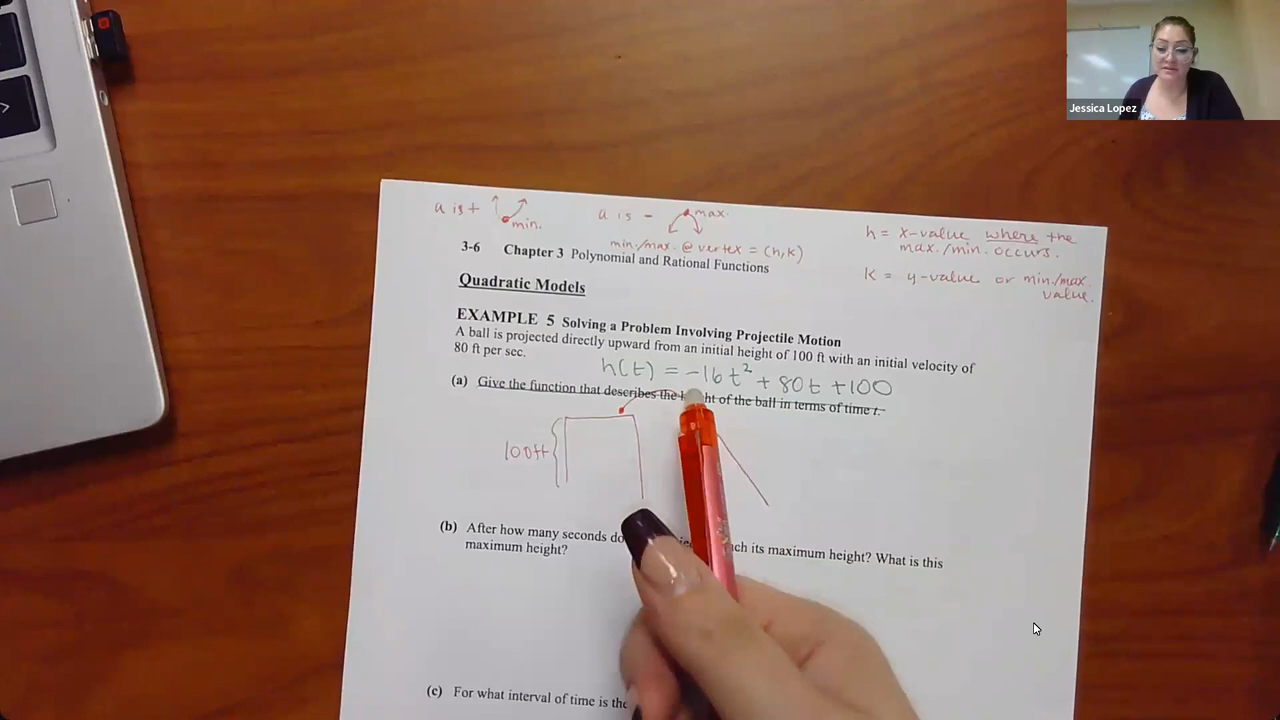 Jessica Lopez
a is + min.
a is - max.
h = x-value where the
max./min. occurs.
3-6 Chapter 3 Polynomial and Rational Functions
min./max. @ vertex = (h,k)
k = y-value or min./max.
value.
Quadratic Models
EXAMPLE 5 Solving a Problem Involving Projectile Motion
A ball is projected directly upward from an initial height of 100 ft with an initial velocity of
80 ft per sec.
h(t) = -16t² + 80t + 100
(a) Give the function that describes the height of the ball in terms of time t.
100ft
(b) After how many seconds do its maximum height? What is this
maximum height?
(c) For what interval of time is the